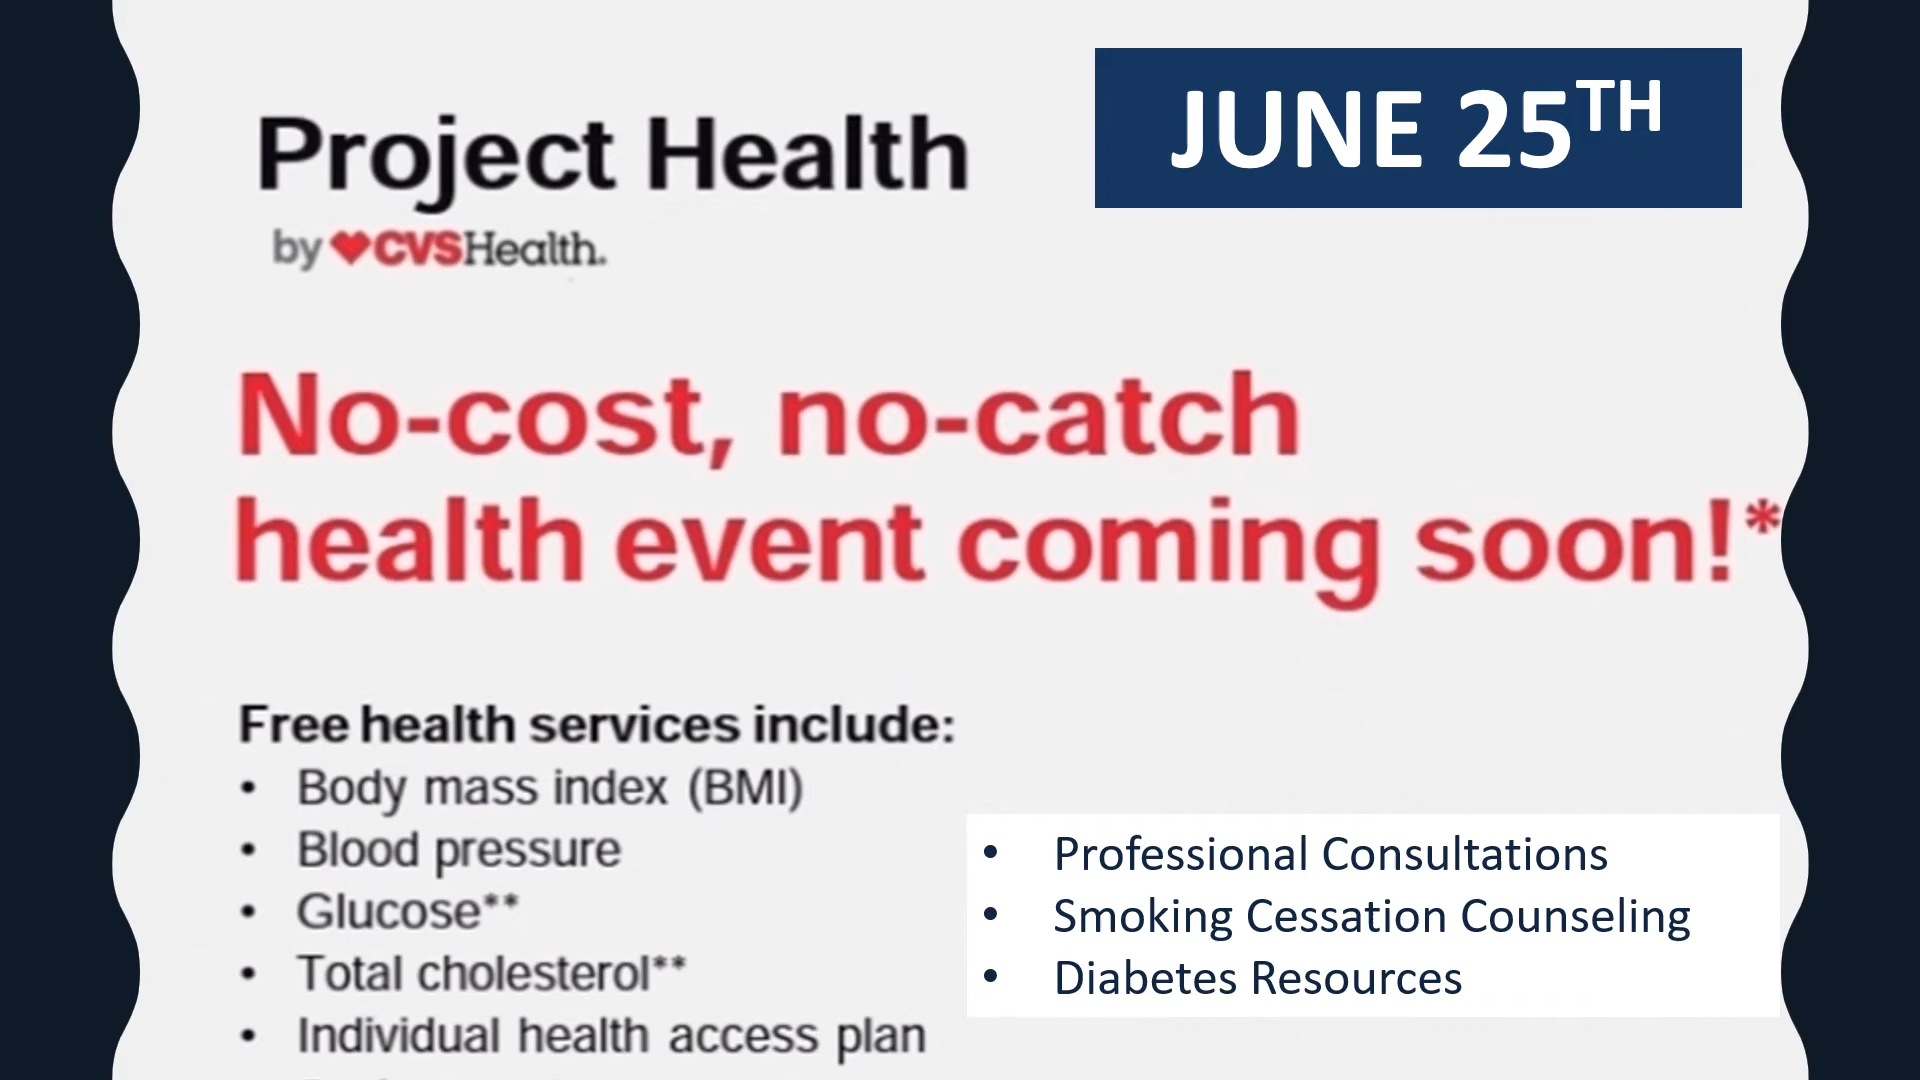 Project Health
JUNE 25TH
by CVSHealth.
No-cost, no-catch
health event coming soon!*
Free health services include:
• Body mass index (BMI)
• Blood pressure
• Glucose**
• Total cholesterol**
• Individual health access plan
• Professional Consultations
• Smoking Cessation Counseling
• Diabetes Resources